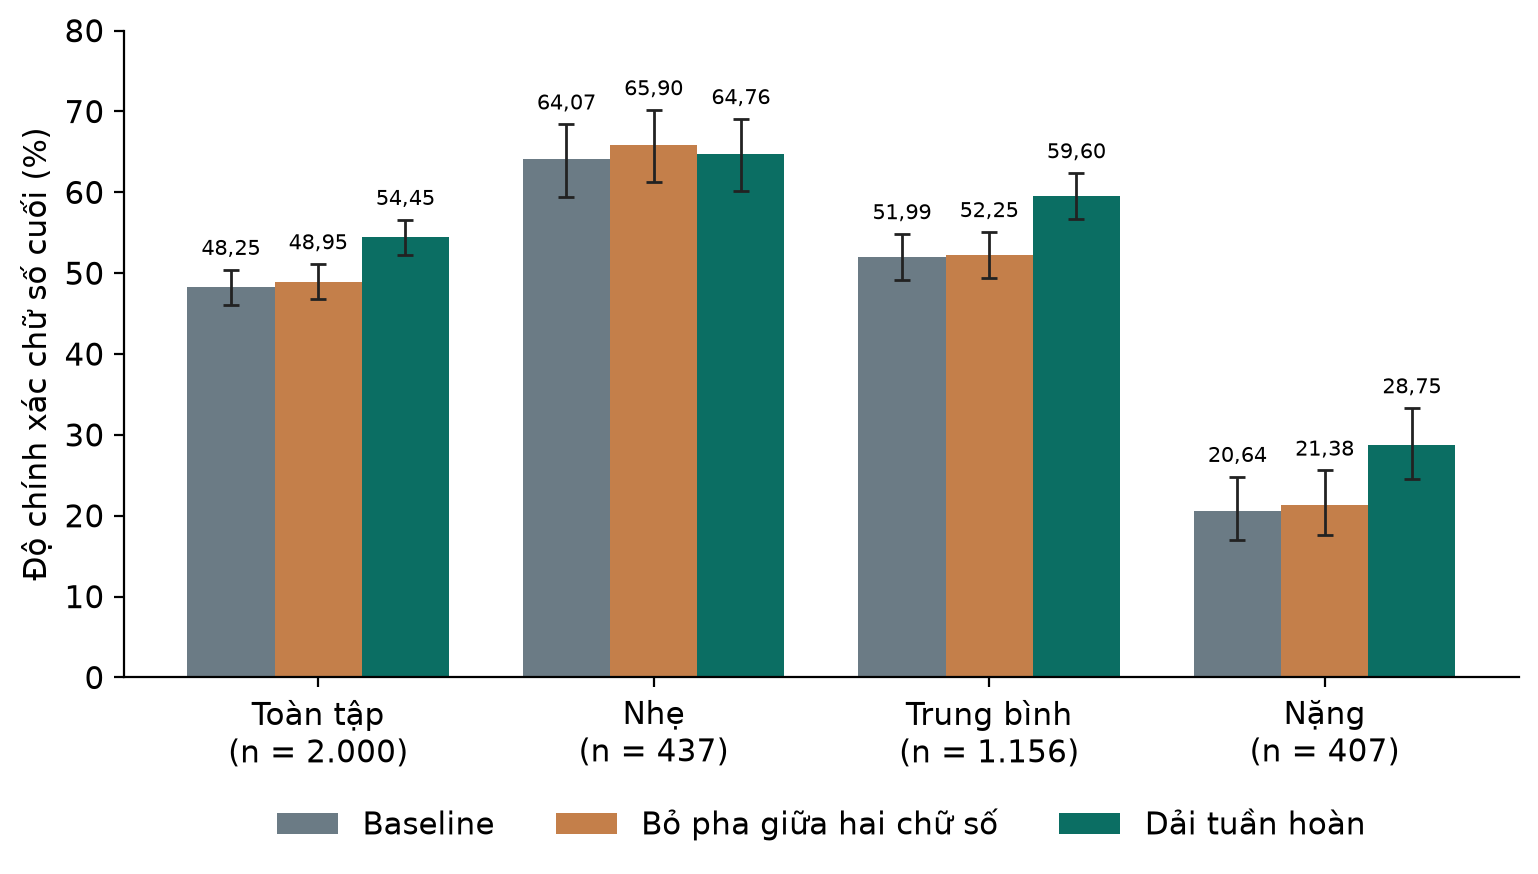 Độ chính xác chữ số cuối (%)
80
70
60
50
40
30
20
10
0
48,25
48,95
54,45
64,07
65,90
64,76
51,99
52,25
59,60
20,64
21,38
28,75
Toàn tập
(n = 2.000)
Nhẹ
(n = 437)
Trung bình
(n = 1.156)
Nặng
(n = 407)
Baseline
Bỏ pha giữa hai chữ số
Dải tuần hoàn